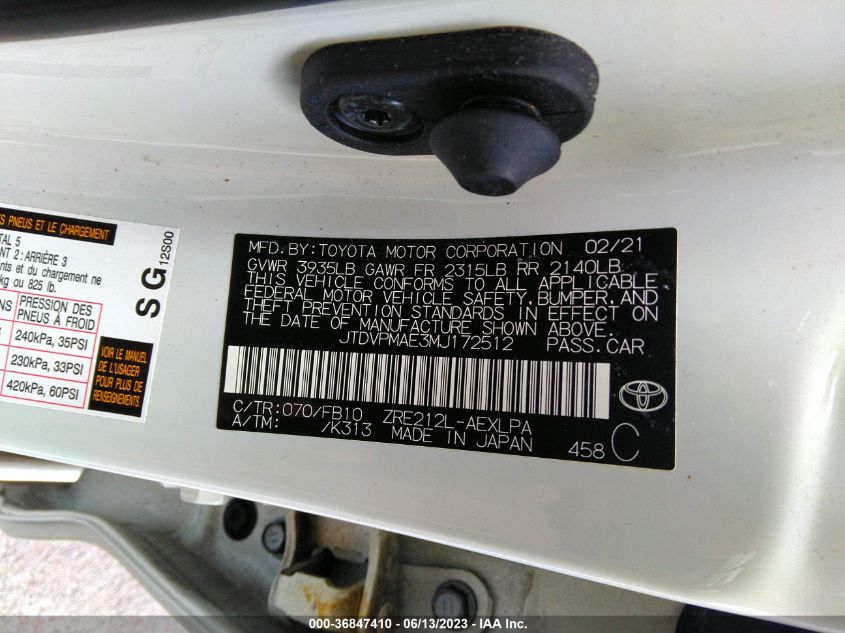 S PNEUS ET LE CHARGEMENT
TAL 5
NT 2: ARRIÈRE 3
nts et du chargement ne
kg ou 825 lb.
NS PRESSION DES
PNEUS À FROID
240kPa, 35PSI
230kPa, 33PSI
420kPa, 60PSI
VOIR LE MANUEL
DE L'USAGER
POUR PLUS DE
RENSEIGNEMENTS
SG
12S00
MFD. BY: TOYOTA MOTOR CORPORATION 02/21
GVWR 3935LB GAWR FR 2315LB RR 2140LB
THIS VEHICLE CONFORMS TO ALL APPLICABLE
FEDERAL MOTOR VEHICLE SAFETY, BUMPER, AND
THEFT PREVENTION STANDARDS IN EFFECT ON
THE DATE OF MANUFACTURE SHOWN ABOVE.
JTDVPMAE3MJ172512 PASS. CAR
C/TR: 070/FB10 ZRE212L-AEXLPA
A/TM: /K313 MADE IN JAPAN 458 C
000-36847410 - 06/13/2023 - IAA Inc.